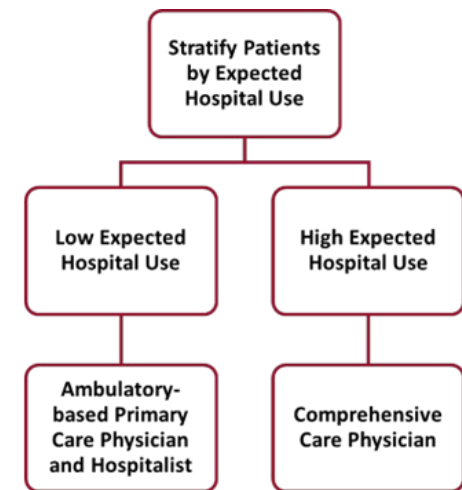 Stratify Patients
by Expected
Hospital Use
Low Expected
Hospital Use
High Expected
Hospital Use
Ambulatory-
based Primary
Care Physician
and Hospitalist
Comprehensive
Care Physician